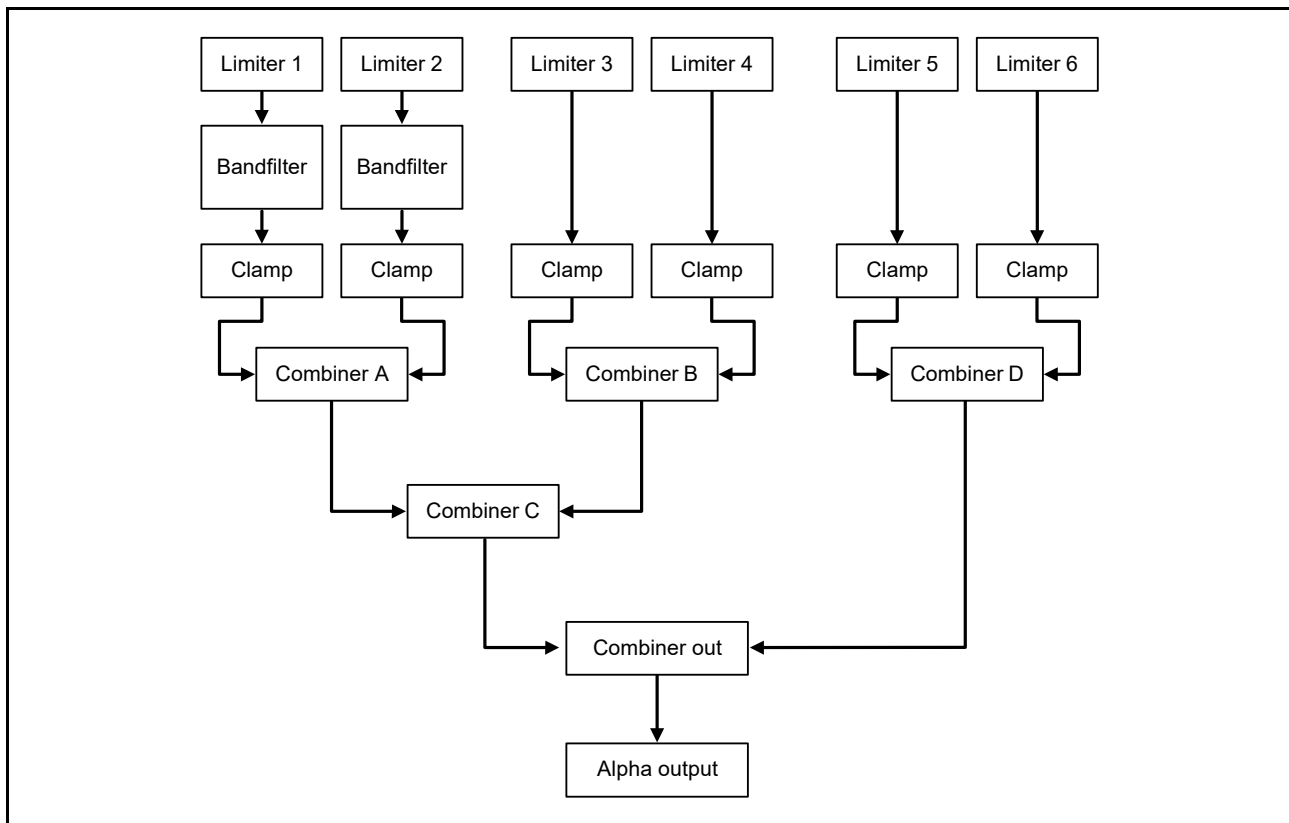 Limiter 1
Limiter 2
Limiter 3
Limiter 4
Limiter 5
Limiter 6
Bandfilter
Bandfilter
Clamp
Clamp
Clamp
Clamp
Clamp
Clamp
Combiner A
Combiner B
Combiner D
Combiner C
Combiner out
Alpha output